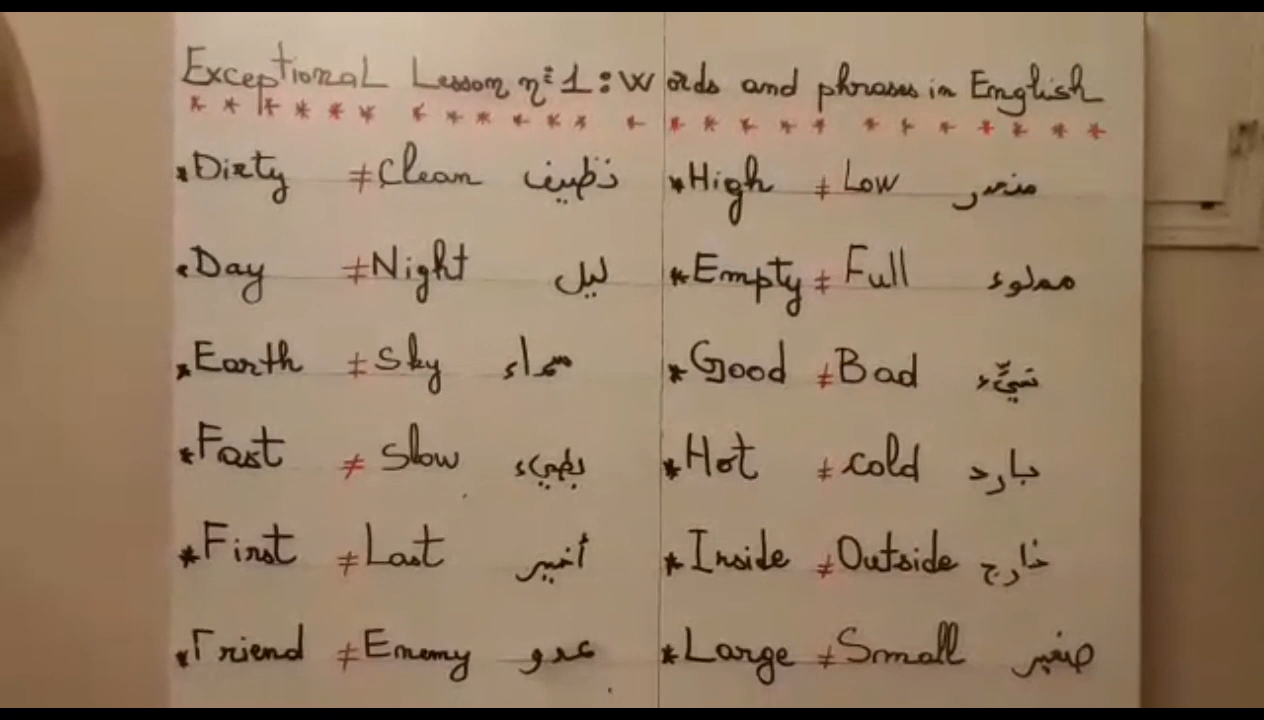 Exceptional Lesson n°1: Words and phrases in English
* * * * * * * * * * * * * * * * * * * * * * * * * *
*Dirty ≠ Clean نظيف
*Day ≠ Night ليل
*Earth ≠ Sky سماء
*Fast ≠ Slow بطيء
*First ≠ Last أخير
*Friend ≠ Enemy عدو
*High ≠ Low
*Empty ≠ Full مملوء
*Good ≠ Bad
*Hot ≠ cold بارد
*Inside ≠ Outside خارج
*Large ≠ Small صغير